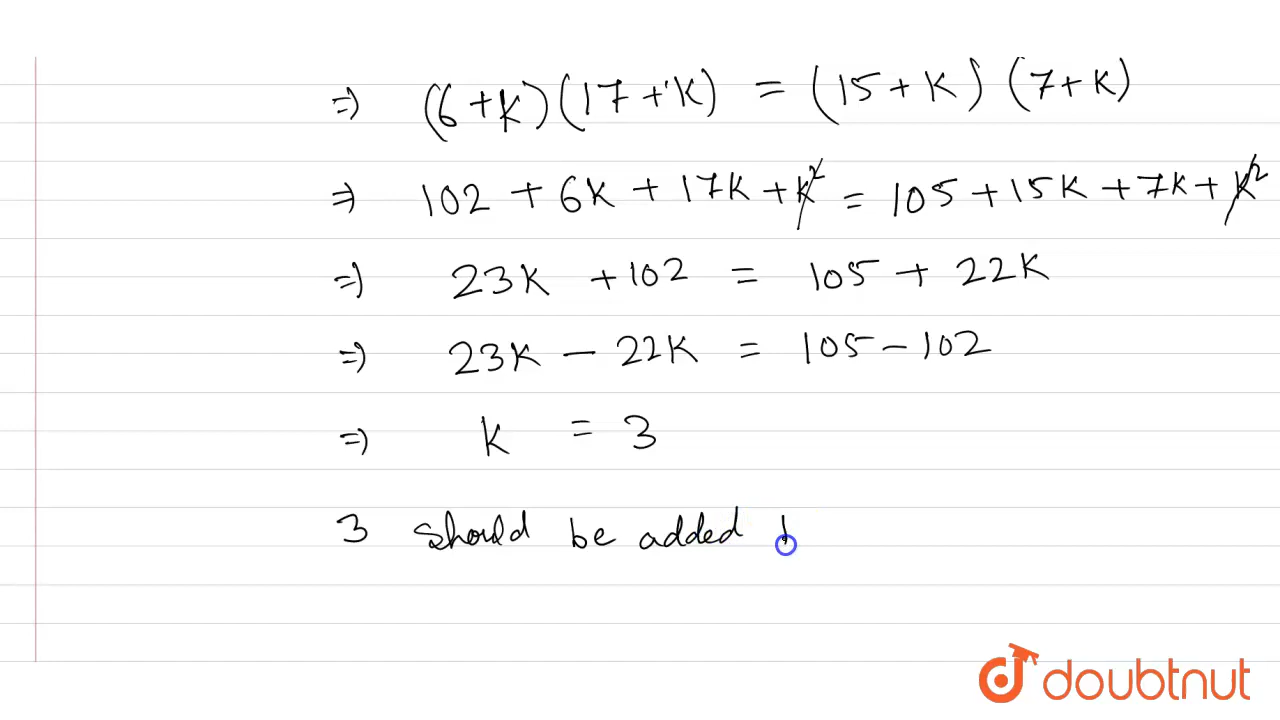 ⇒ (6+K)(17+K) = (15+K)(7+K)
⇒ 102 + 6K + 17K + K² = 105 + 15K + 7K + K²
⇒ 23K + 102 = 105 + 22K
⇒ 23K - 22K = 105 - 102
⇒ K = 3
3 should be added
doubtnut